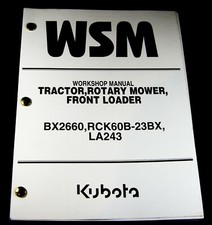 WSM
WORKSHOP MANUAL
TRACTOR,ROTARY MOWER,
FRONT LOADER
BX2660,RCK60B-23BX,
LA243
Kubota